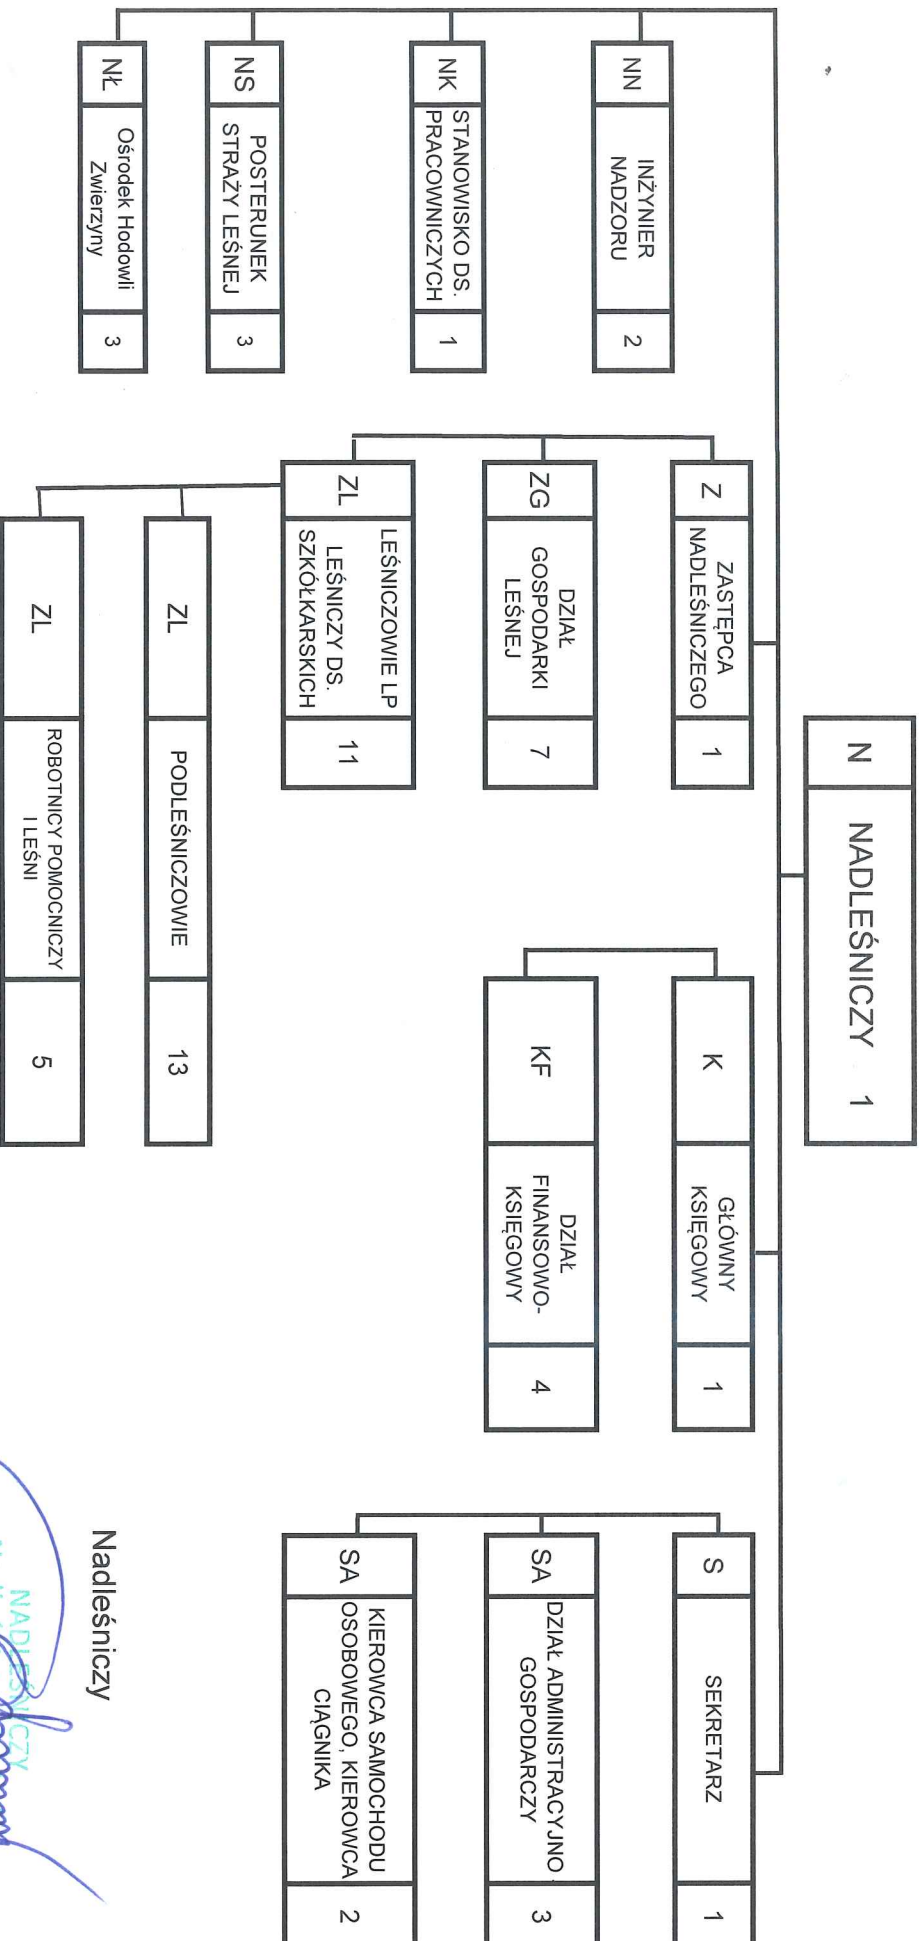 N NADLEŚNICZY 1
NN INŻYNIER NADZORU 2
NK STANOWISKO DS. PRACOWNICZYCH 1
NS POSTERUNEK STRAŻY LEŚNEJ 3
NŁ Ośrodek Hodowli Zwierzyny 3
Z ZASTĘPCA NADLEŚNICZEGO 1
ZG DZIAŁ GOSPODARKI LEŚNEJ 7
ZL LEŚNICZOWIE LP LEŚNICZY DS. SZKÓŁKARSKICH 11
ZL PODLEŚNICZOWIE 13
ZL ROBOTNICY POMOCNICZY I LEŚNI 5
K GŁÓWNY KSIĘGOWY 1
KF DZIAŁ FINANSOWO-KSIĘGOWY 4
S SEKRETARZ 1
SA DZIAŁ ADMINISTRACYJNO GOSPODARCZY 3
SA KIEROWCA SAMOCHODU OSOBOWEGO, KIEROWCA CIĄGNIKA 2
Nadleśniczy
NADLEŚNICZY